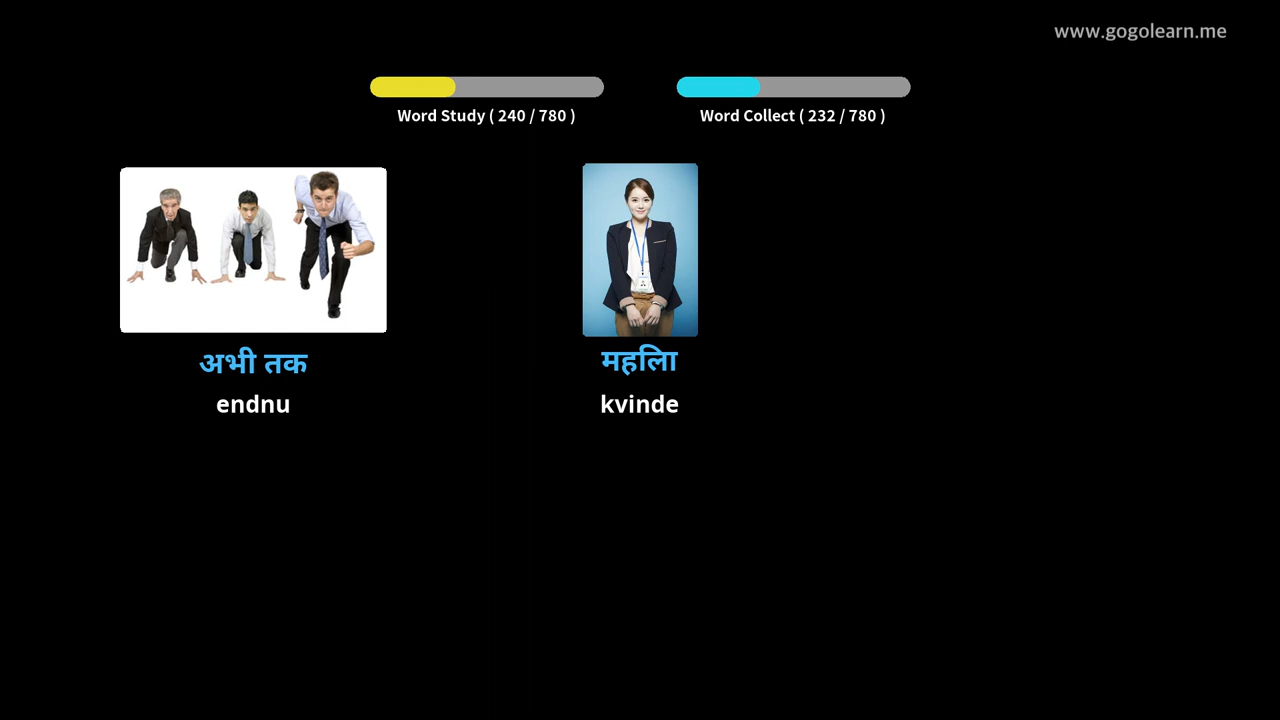 www.gogolearn.me
Word Study ( 240 / 780 )
Word Collect ( 232 / 780 )
अभी तक
महिला
endnu
kvinde